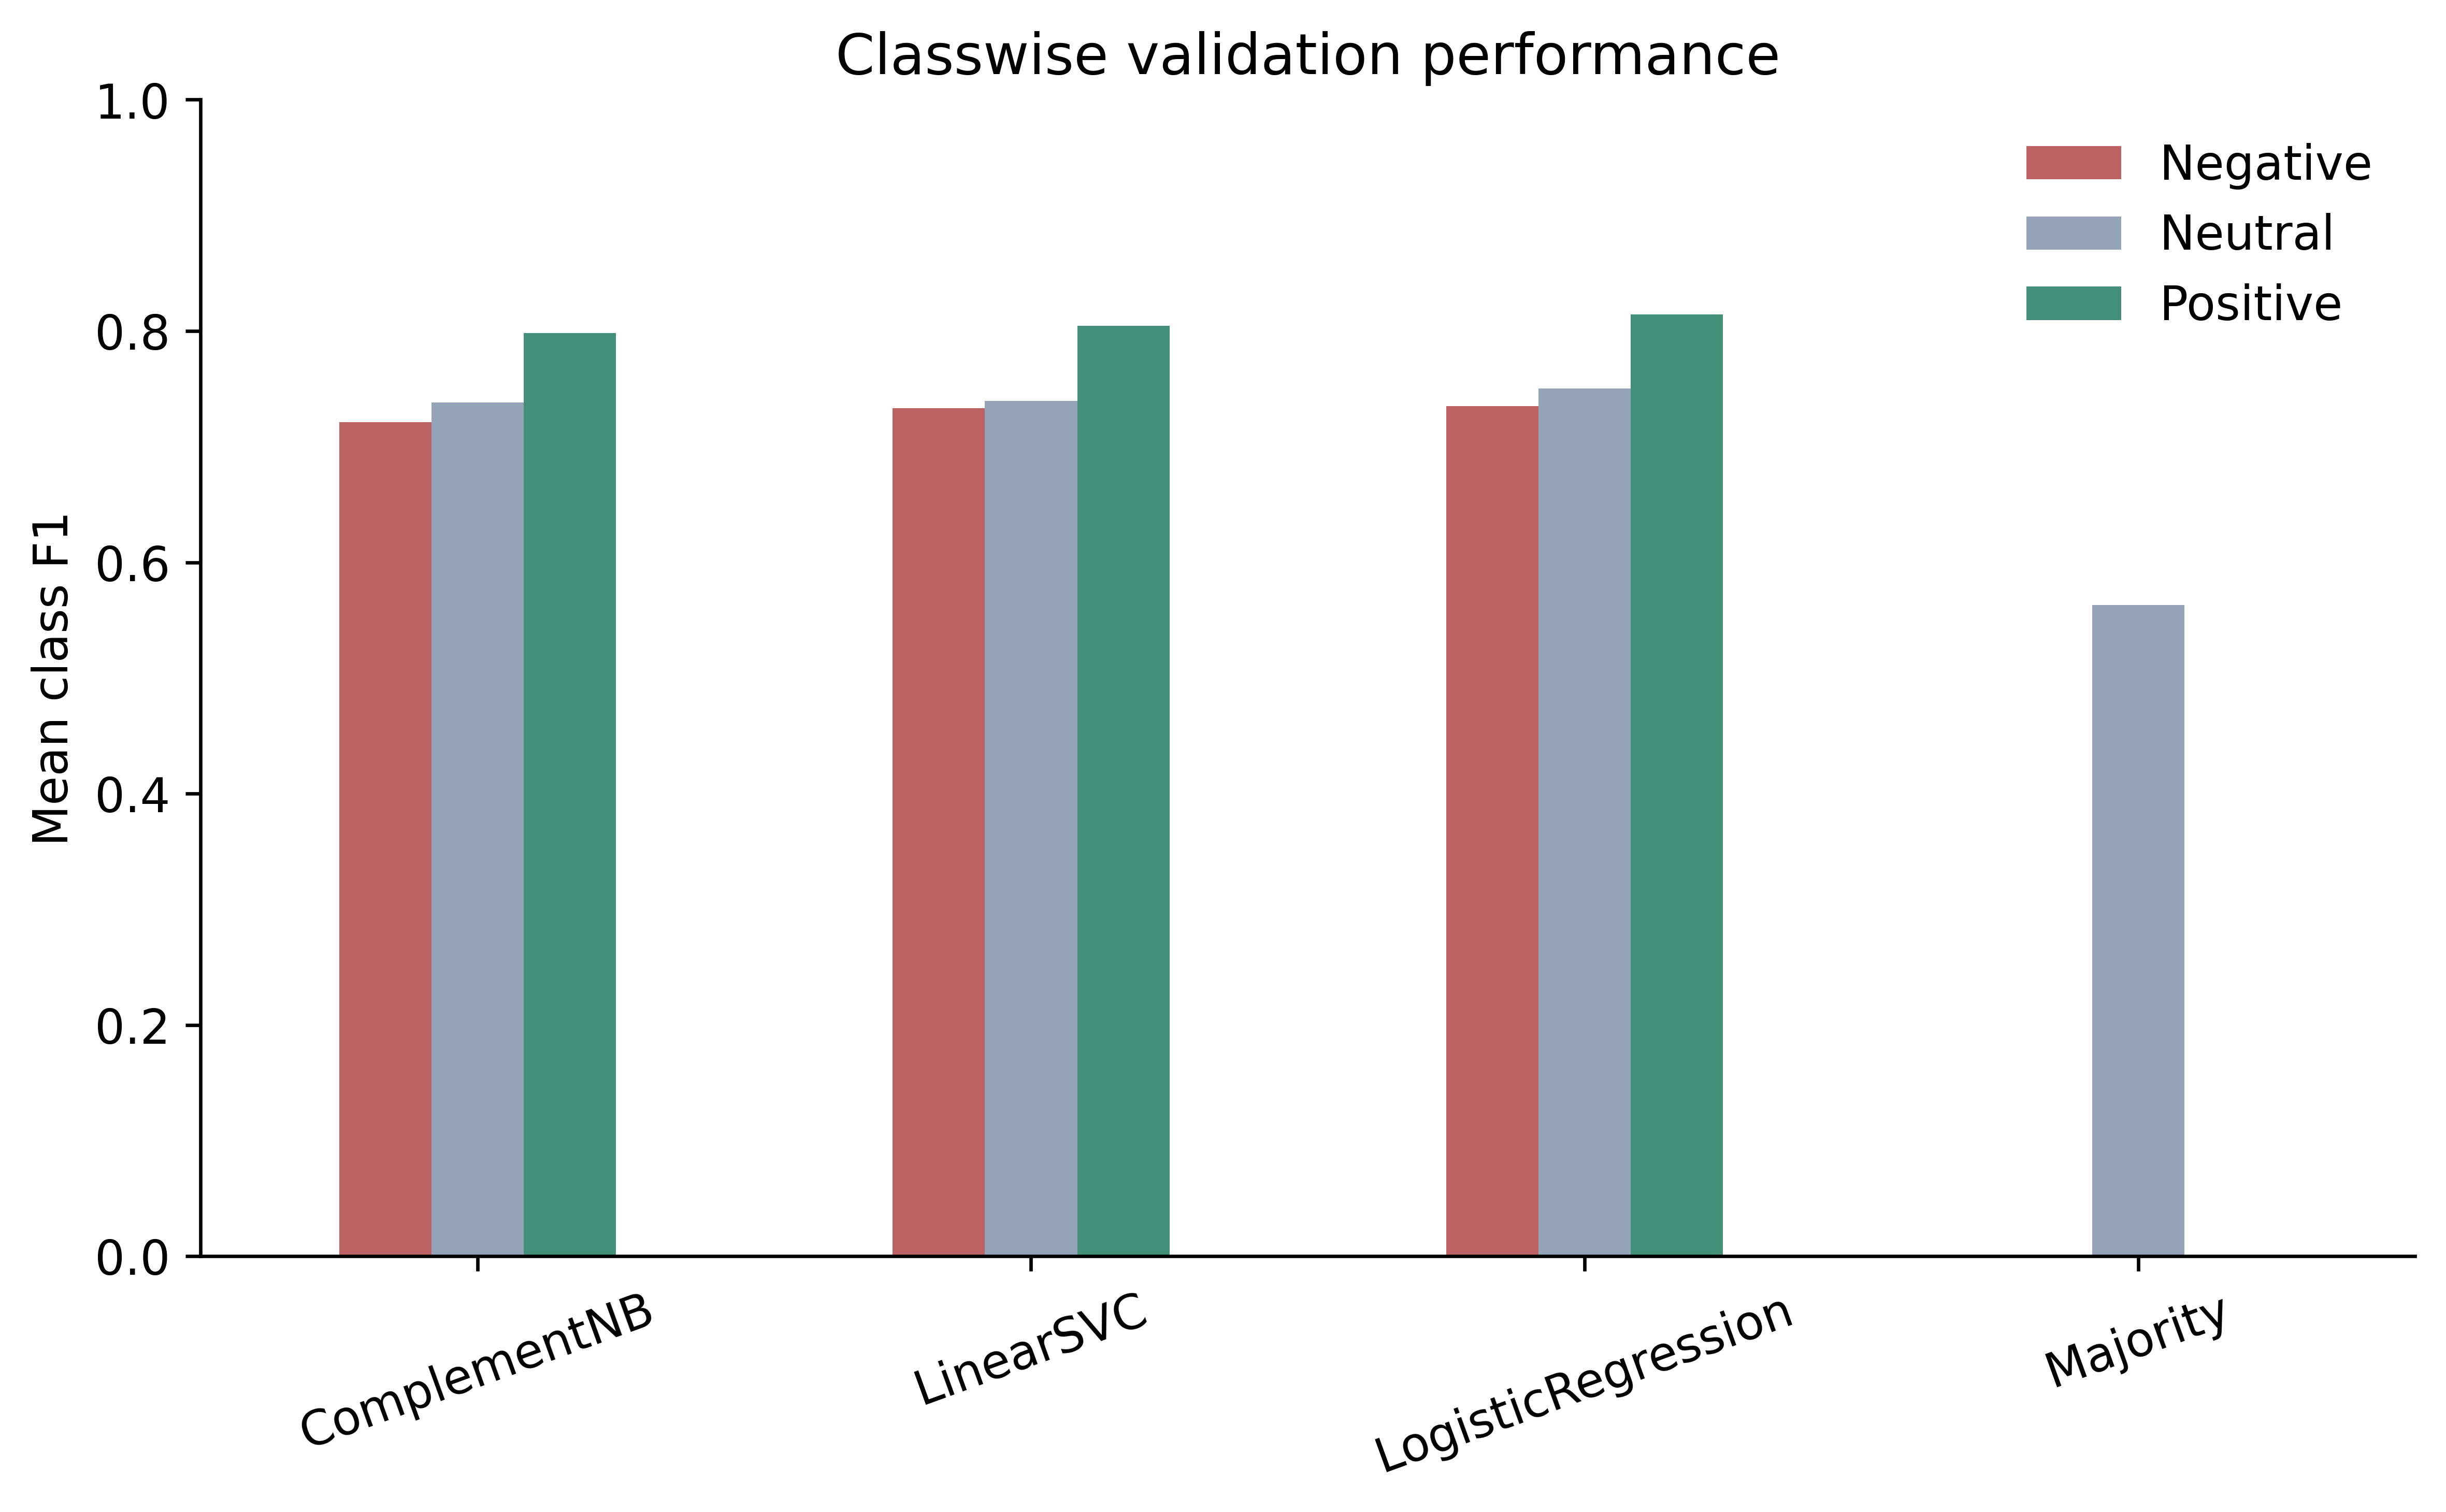 Classwise validation performance
Negative
Neutral
Positive
Mean class F1
1.0
0.8
0.6
0.4
0.2
0.0
ComplementNB
LinearSVC
LogisticRegression
Majority